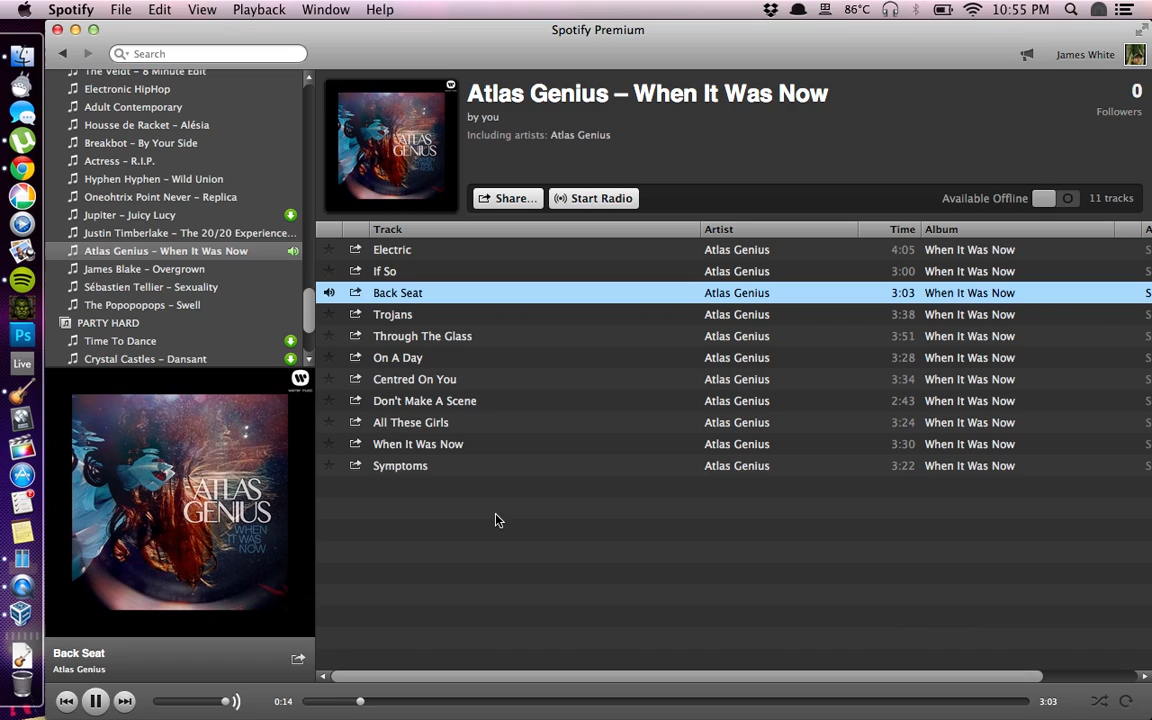 Spotify File Edit View Playback Window Help 86°C 10:55 PM
Spotify Premium
Search
James White
The Veldt – 8 Minute Edit
Electronic HipHop
Adult Contemporary
Housse de Racket – Alésia
Breakbot – By Your Side
Actress – R.I.P.
Hyphen Hyphen – Wild Union
Oneohtrix Point Never – Replica
Jupiter – Juicy Lucy
Justin Timberlake – The 20/20 Experience...
Atlas Genius – When It Was Now
James Blake – Overgrown
Sébastien Tellier – Sexuality
The Popopopops – Swell
PARTY HARD
Time To Dance
Crystal Castles – Dansant
ATLAS
GENIUS
Atlas Genius – When It Was Now
by you
Including artists: Atlas Genius
0
Followers
Share...
Start Radio
Available Offline
11 tracks
Track Artist Time Album
Electric Atlas Genius 4:05 When It Was Now
If So Atlas Genius 3:00 When It Was Now
Back Seat Atlas Genius 3:03 When It Was Now
Trojans Atlas Genius 3:38 When It Was Now
Through The Glass Atlas Genius 3:51 When It Was Now
On A Day Atlas Genius 3:28 When It Was Now
Centred On You Atlas Genius 3:34 When It Was Now
Don't Make A Scene Atlas Genius 2:43 When It Was Now
All These Girls Atlas Genius 3:24 When It Was Now
When It Was Now Atlas Genius 3:30 When It Was Now
Symptoms Atlas Genius 3:22 When It Was Now
Ps
Live
ATLAS
GENIUS
WHEN
IT WAS
NOW
Back Seat
Atlas Genius
0:14
3:03